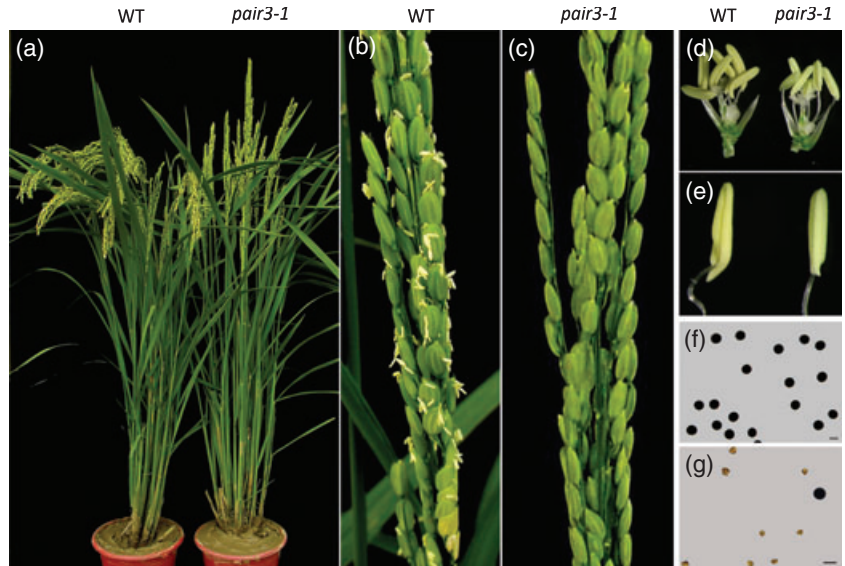 WT pair3-1 WT pair3-1 WT pair3-1
(a) (b) (c) (d)
(e)
(f)
(g)